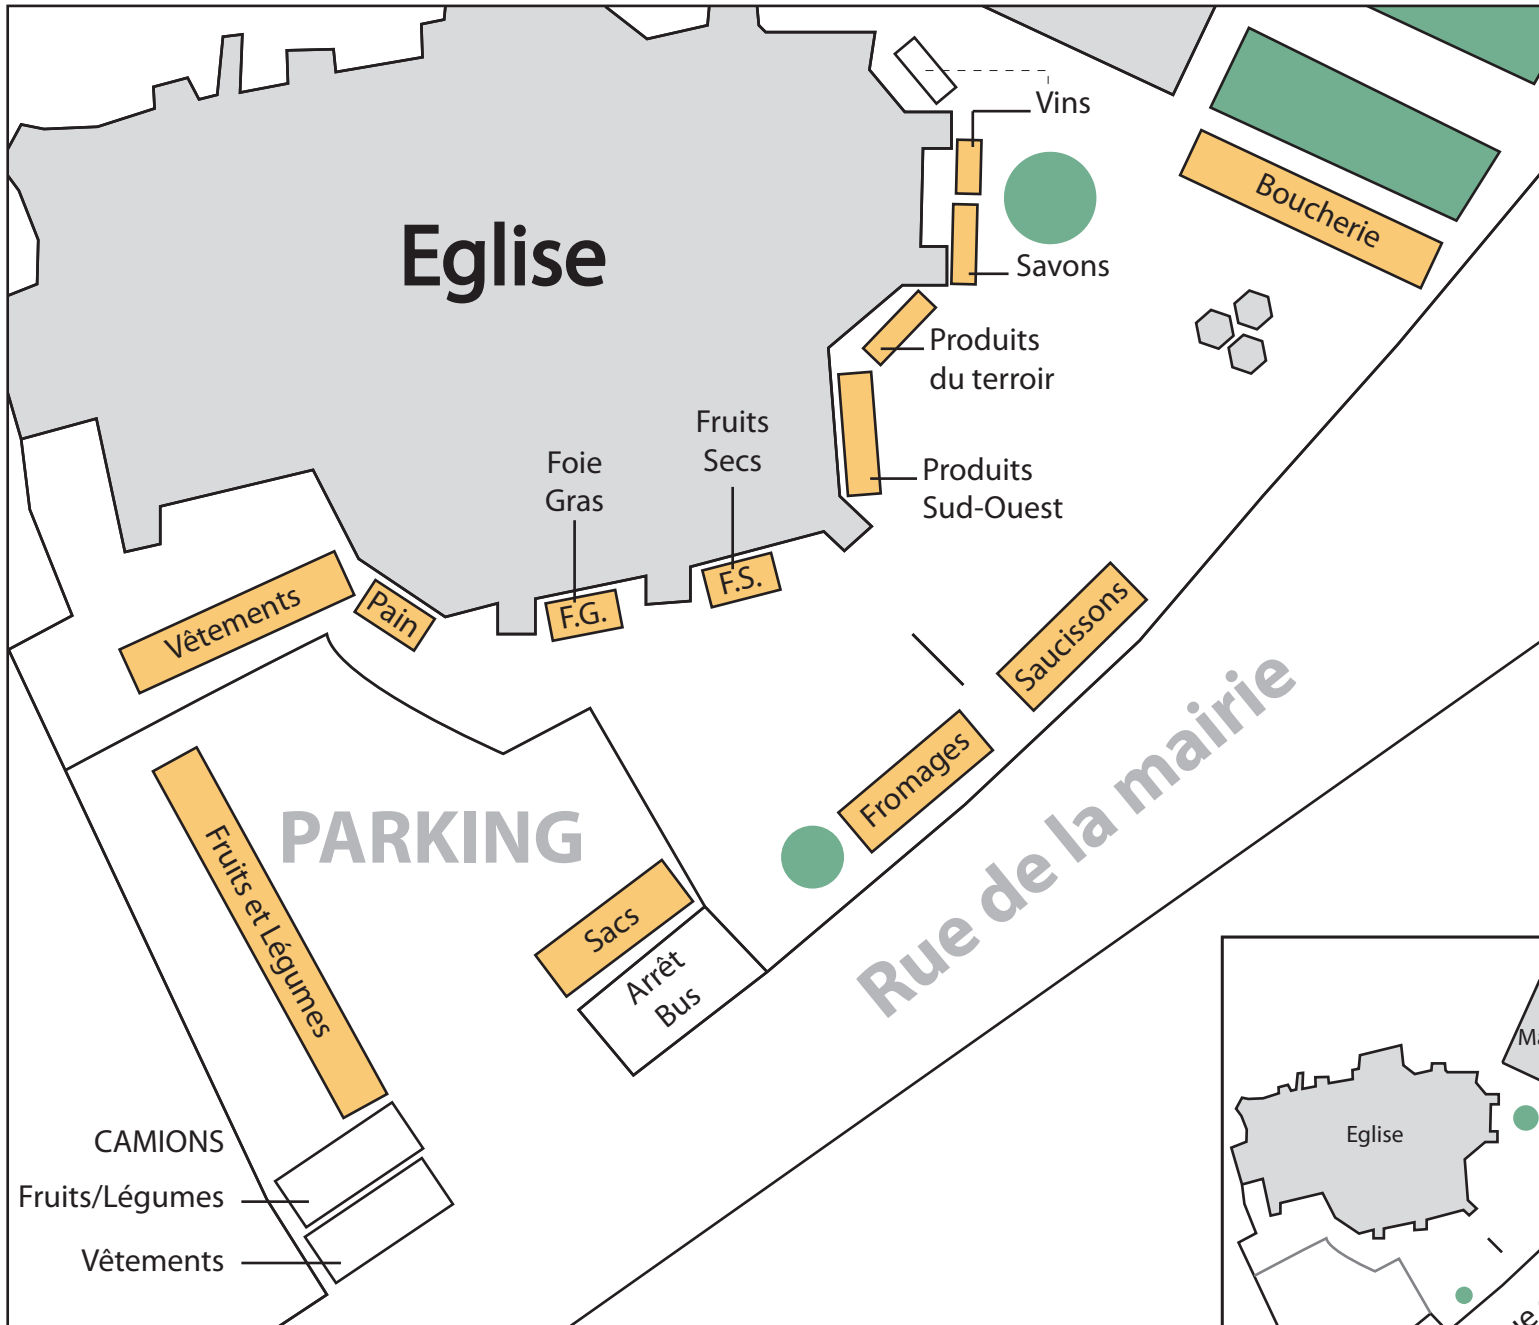 Vins
Boucherie
Eglise
Savons
Produits
du terroir
Fruits
Secs
Foie
Gras
Produits
Sud-Ouest
F.S.
F.G.
Pain
Vêtements
Saucissons
Fromages
Rue de la mairie
PARKING
Fruits et Légumes
Sacs
Arrêt
Bus
CAMIONS
Fruits/Légumes
Vêtements
Eglise